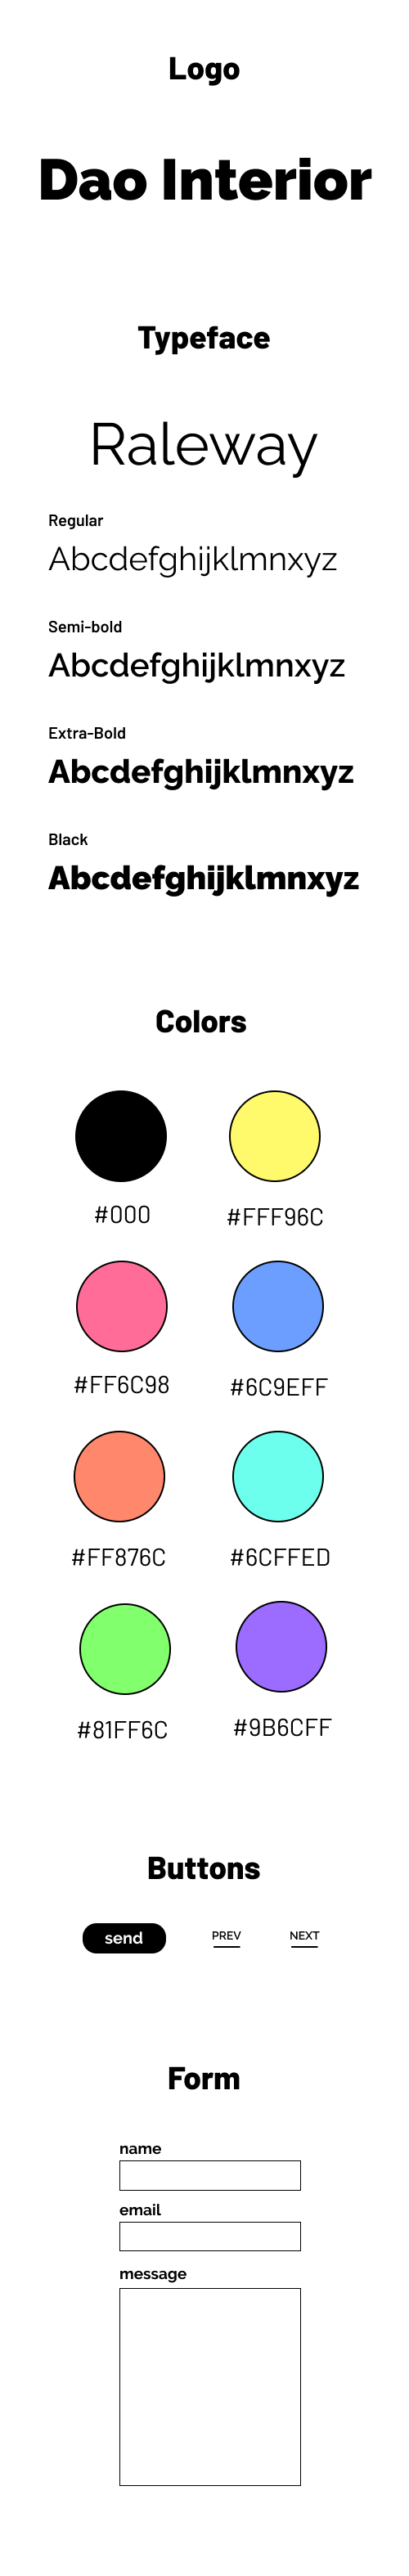 Logo
Dao Interior
Typeface
Raleway
Regular
Abcdefghijklmnxyz
Semi-bold
Abcdefghijklmnxyz
Extra-Bold
Abcdefghijklmnxyz
Black
Abcdefghijklmnxyz
Colors
#000
#FFF96C
#FF6C98
#6C9EFF
#FF876C
#6CFFED
#81FF6C
#9B6CFF
Buttons
send
PREV
NEXT
Form
name
email
message